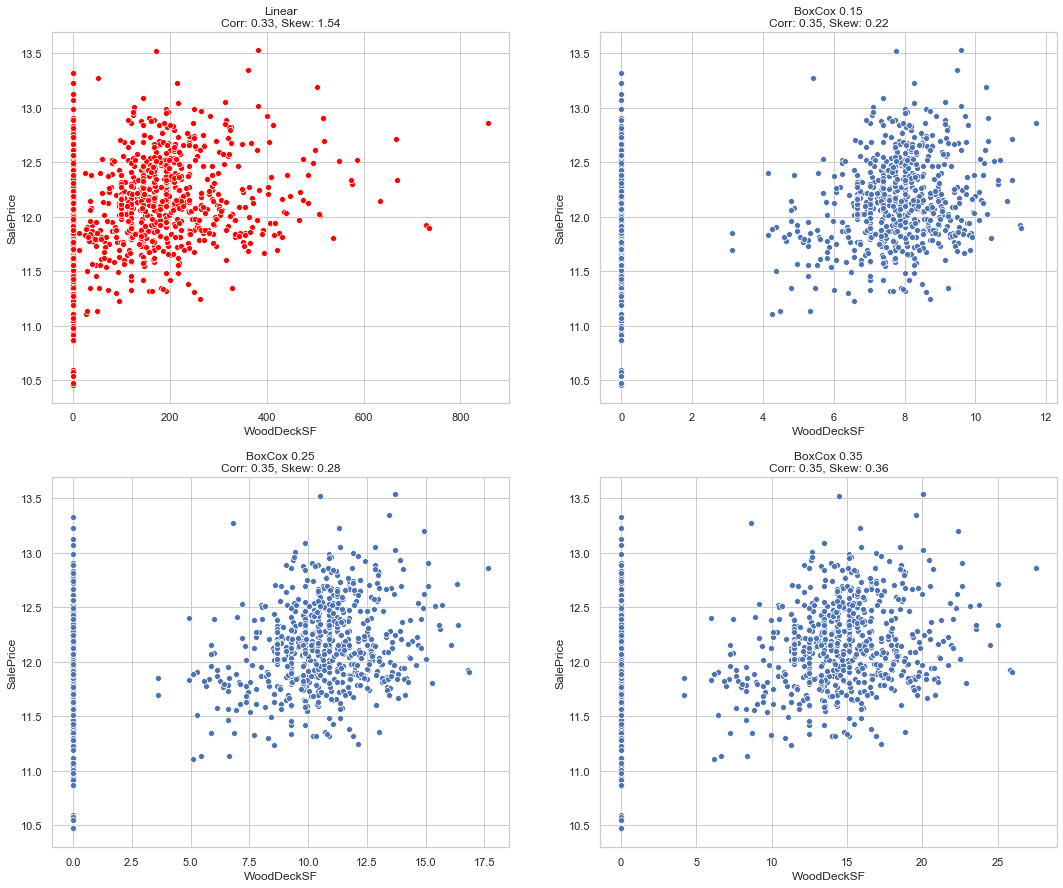 Linear
Corr: 0.33, Skew: 1.54
13.5
13.0
12.5
12.0
11.5
11.0
10.5
SalePrice
0 200 400 600 800
WoodDeckSF
BoxCox 0.15
Corr: 0.35, Skew: 0.22
13.5
13.0
12.5
12.0
11.5
11.0
10.5
SalePrice
0 2 4 6 8 10 12
WoodDeckSF
BoxCox 0.25
Corr: 0.35, Skew: 0.28
13.5
13.0
12.5
12.0
11.5
11.0
10.5
SalePrice
0.0 2.5 5.0 7.5 10.0 12.5 15.0 17.5
WoodDeckSF
BoxCox 0.35
Corr: 0.35, Skew: 0.36
13.5
13.0
12.5
12.0
11.5
11.0
10.5
SalePrice
0 5 10 15 20 25
WoodDeckSF